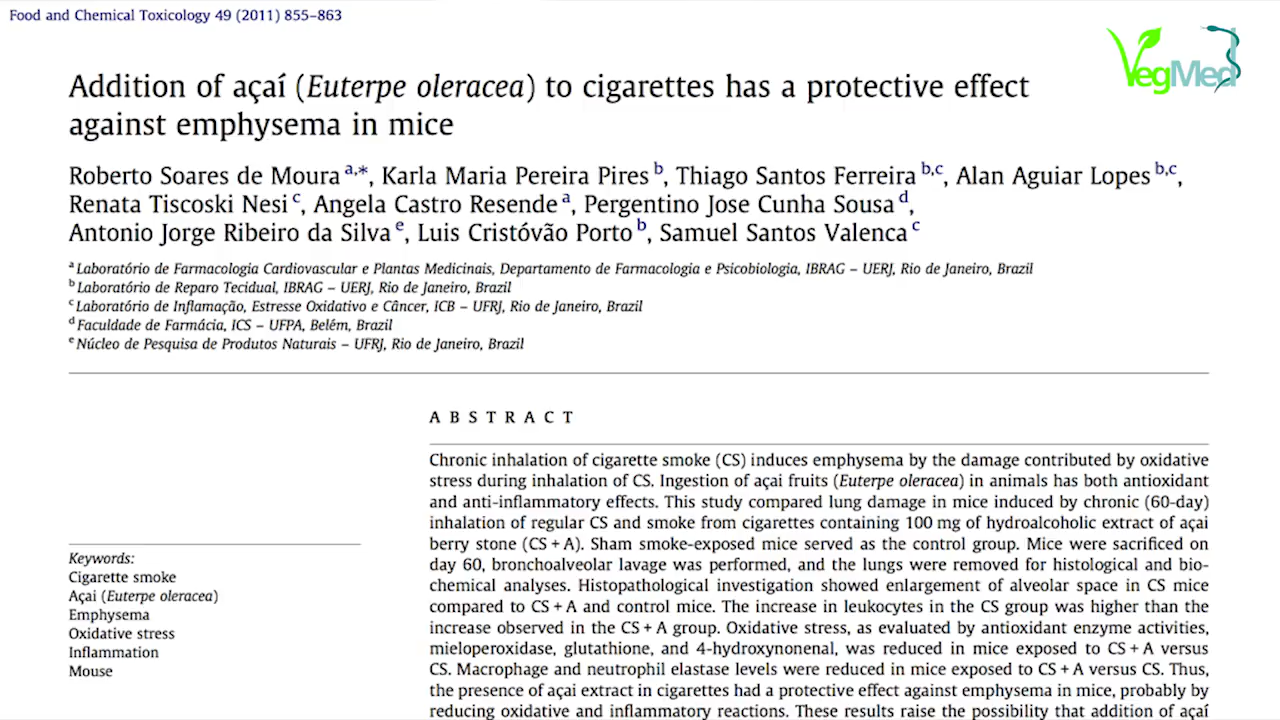 Food and Chemical Toxicology 49 (2011) 855–863
VegMed
Addition of açaí (Euterpe oleracea) to cigarettes has a protective effect
against emphysema in mice
Roberto Soares de Moura a,*, Karla Maria Pereira Pires b, Thiago Santos Ferreira b,c, Alan Aguiar Lopes b,c,
Renata Tiscoski Nesi c, Angela Castro Resende a, Pergentino Jose Cunha Sousa d,
Antonio Jorge Ribeiro da Silva e, Luis Cristóvão Porto b, Samuel Santos Valenca c
a Laboratório de Farmacologia Cardiovascular e Plantas Medicinais, Departamento de Farmacologia e Psicobiologia, IBRAG – UERJ, Rio de Janeiro, Brazil
b Laboratório de Reparo Tecidual, IBRAG – UERJ, Rio de Janeiro, Brazil
c Laboratório de Inflamação, Estresse Oxidativo e Câncer, ICB – UFRJ, Rio de Janeiro, Brazil
d Faculdade de Farmácia, ICS – UFPA, Belém, Brazil
e Núcleo de Pesquisa de Produtos Naturais – UFRJ, Rio de Janeiro, Brazil
Keywords:
Cigarette smoke
Açai (Euterpe oleracea)
Emphysema
Oxidative stress
Inflammation
Mouse
A B S T R A C T
Chronic inhalation of cigarette smoke (CS) induces emphysema by the damage contributed by oxidative
stress during inhalation of CS. Ingestion of açai fruits (Euterpe oleracea) in animals has both antioxidant
and anti-inflammatory effects. This study compared lung damage in mice induced by chronic (60-day)
inhalation of regular CS and smoke from cigarettes containing 100 mg of hydroalcoholic extract of açai
berry stone (CS + A). Sham smoke-exposed mice served as the control group. Mice were sacrificed on
day 60, bronchoalveolar lavage was performed, and the lungs were removed for histological and bio-
chemical analyses. Histopathological investigation showed enlargement of alveolar space in CS mice
compared to CS + A and control mice. The increase in leukocytes in the CS group was higher than the
increase observed in the CS + A group. Oxidative stress, as evaluated by antioxidant enzyme activities,
mieloperoxidase, glutathione, and 4-hydroxynonenal, was reduced in mice exposed to CS + A versus
CS. Macrophage and neutrophil elastase levels were reduced in mice exposed to CS + A versus CS. Thus,
the presence of açai extract in cigarettes had a protective effect against emphysema in mice, probably by
reducing oxidative and inflammatory reactions. These results raise the possibility that addition of açaí